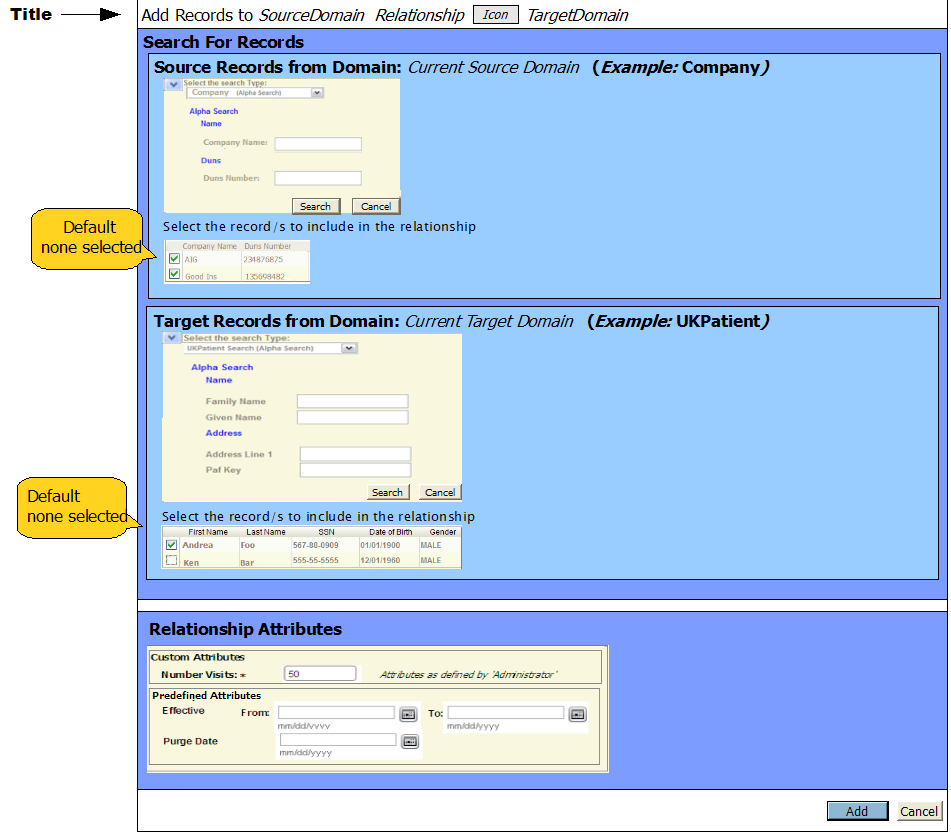 Title
Add Records to SourceDomain Relationship Icon TargetDomain
Search For Records
Source Records from Domain: Current Source Domain (Example: Company)
Select the search Type:
Company (Alpha Search)
Alpha Search
Name
Company Name:
Duns
Duns Number:
Search Cancel
Select the record/s to include in the relationship
Default
none selected
Company Name Duns Number
AIG 234876875
Good Ins 135698482
Target Records from Domain: Current Target Domain (Example: UKPatient)
Select the search Type:
UKPatient Search (Alpha Search)
Alpha Search
Name
Family Name
Given Name
Address
Address Line 1
Paf Key
Search Cancel
Default
none selected
Select the record/s to include in the relationship
First Name Last Name SSN Date of Birth Gender
Andrea Foo 567-80-0909 01/01/1900 MALE
Ken Bar 555-55-5555 12/01/1960 MALE
Relationship Attributes
Custom Attributes
Number Visits: * 50 Attributes as defined by 'Administrator'
Predefined Attributes
Effective From: To:
mm/dd/yyyy mm/dd/yyyy
Purge Date
mm/dd/yyyy
Add Cancel